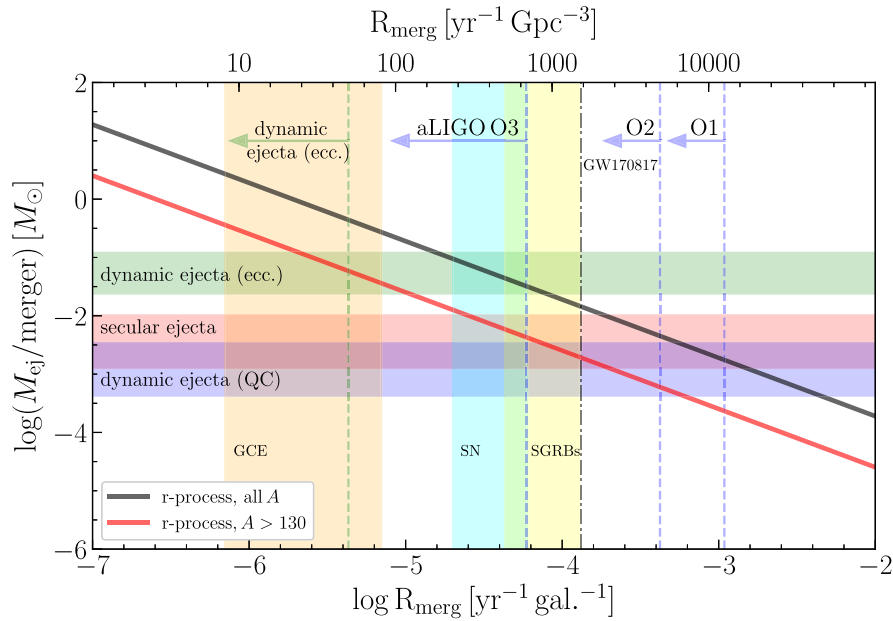 R_merg [yr^−1 Gpc^−3]
10 100 1000 10000
2
0
−2
−4
−6
log(M_ej/merger) [M_⊙]
dynamic
ejecta (ecc.)
aLIGO O3
O2
O1
GW170817
dynamic ejecta (ecc.)
secular ejecta
dynamic ejecta (QC)
GCE
SN
SGRBs
r-process, all A
r-process, A > 130
−7 −6 −5 −4 −3 −2
log R_merg [yr^−1 gal.^−1]